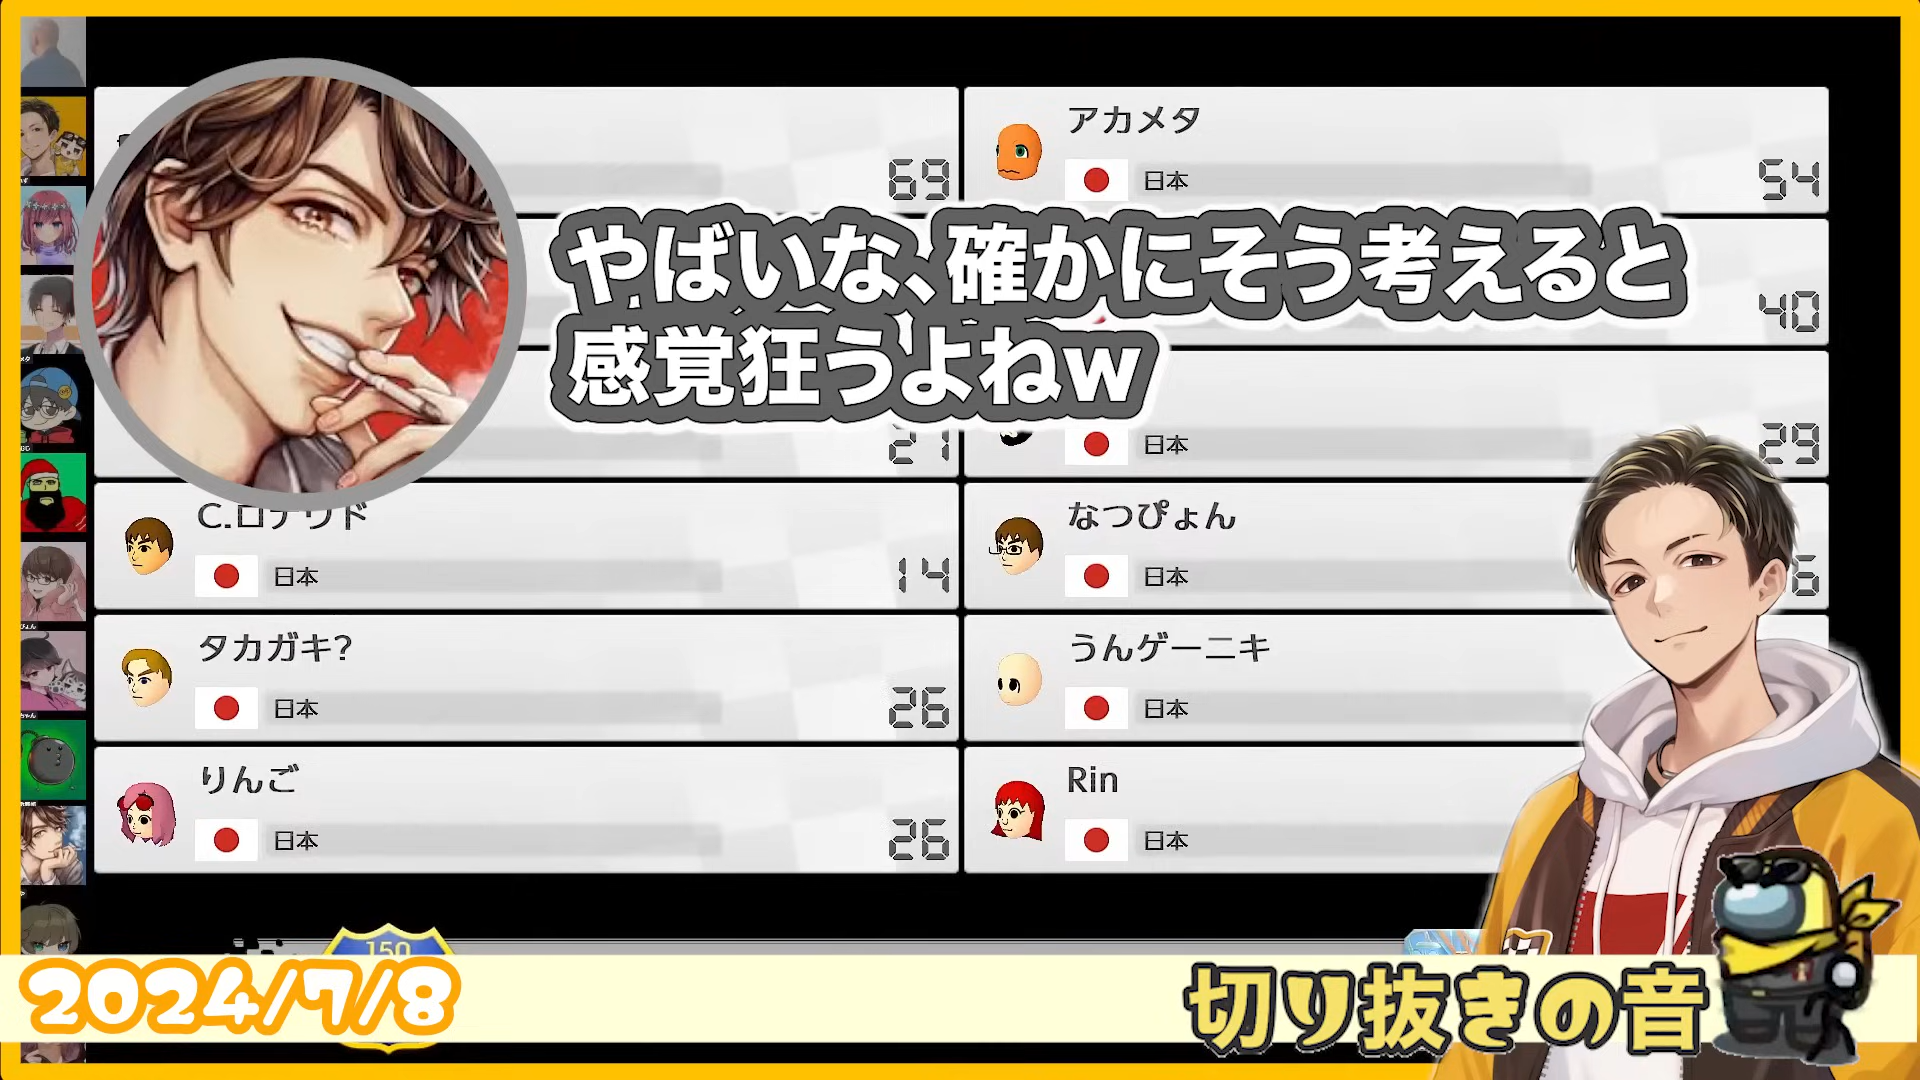 69
アカメタ
日本
54
やばいな、確かにそう考えると
40
感覚狂うよねw
21
日本
29
C.ロナウド
日本
14
なつぴょん
日本
6
タカガキ?
日本
26
うんゲーニキ
日本
りんご
日本
26
Rin
日本
150
2024/7/8
切り抜きの音